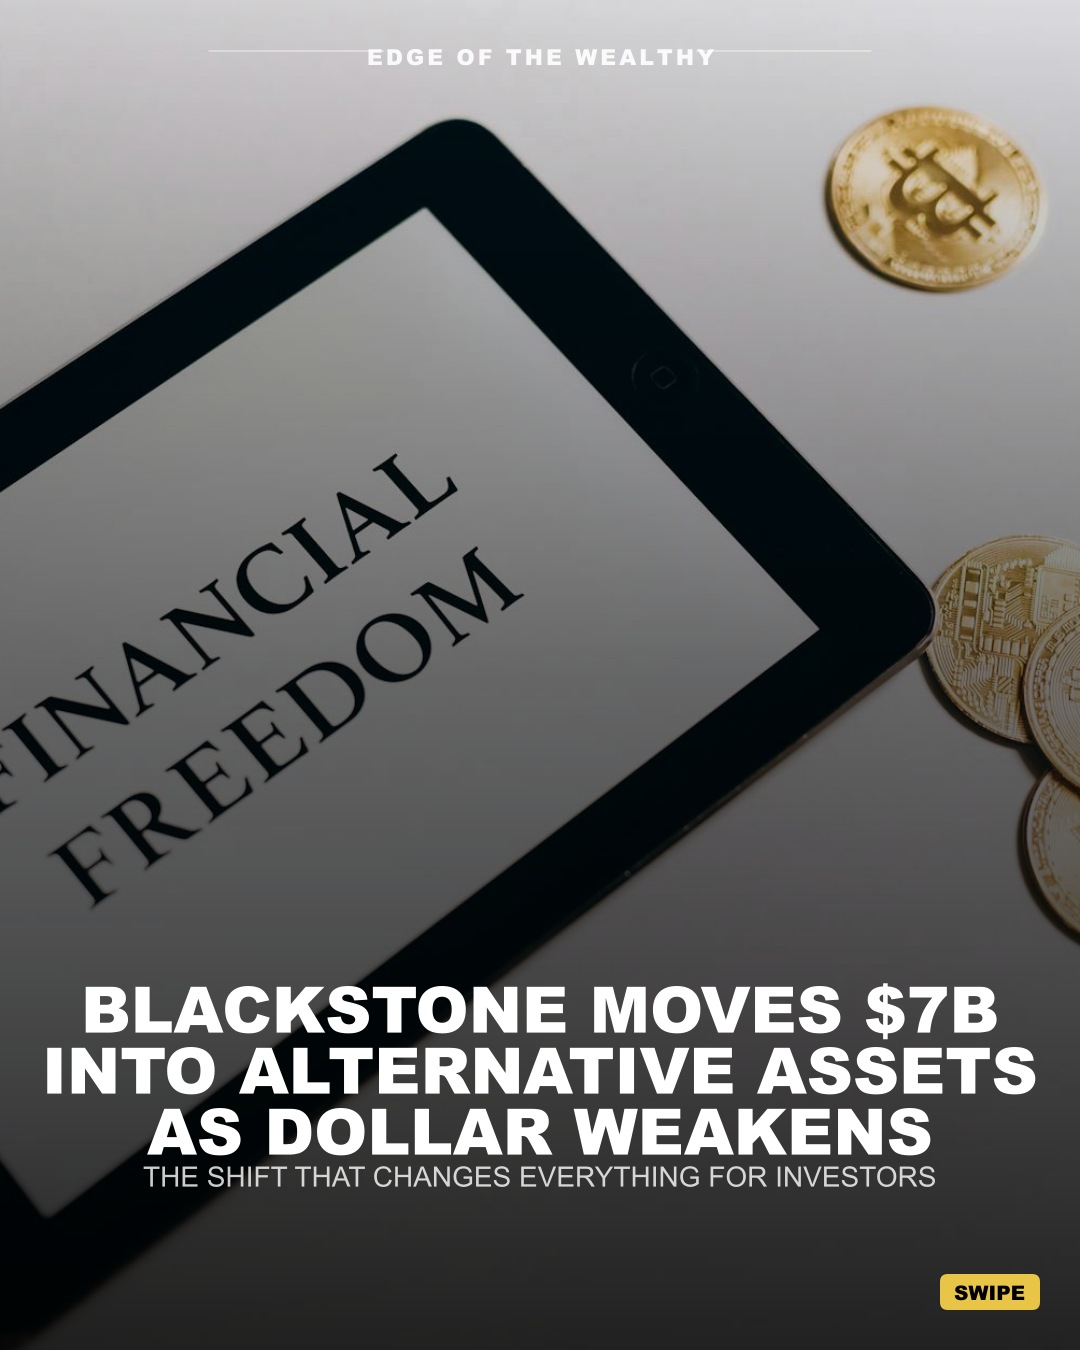 EDGE OF THE WEALTHY
FINANCIAL
FREEDOM
BLACKSTONE MOVES $7B
INTO ALTERNATIVE ASSETS
AS DOLLAR WEAKENS
THE SHIFT THAT CHANGES EVERYTHING FOR INVESTORS
SWIPE